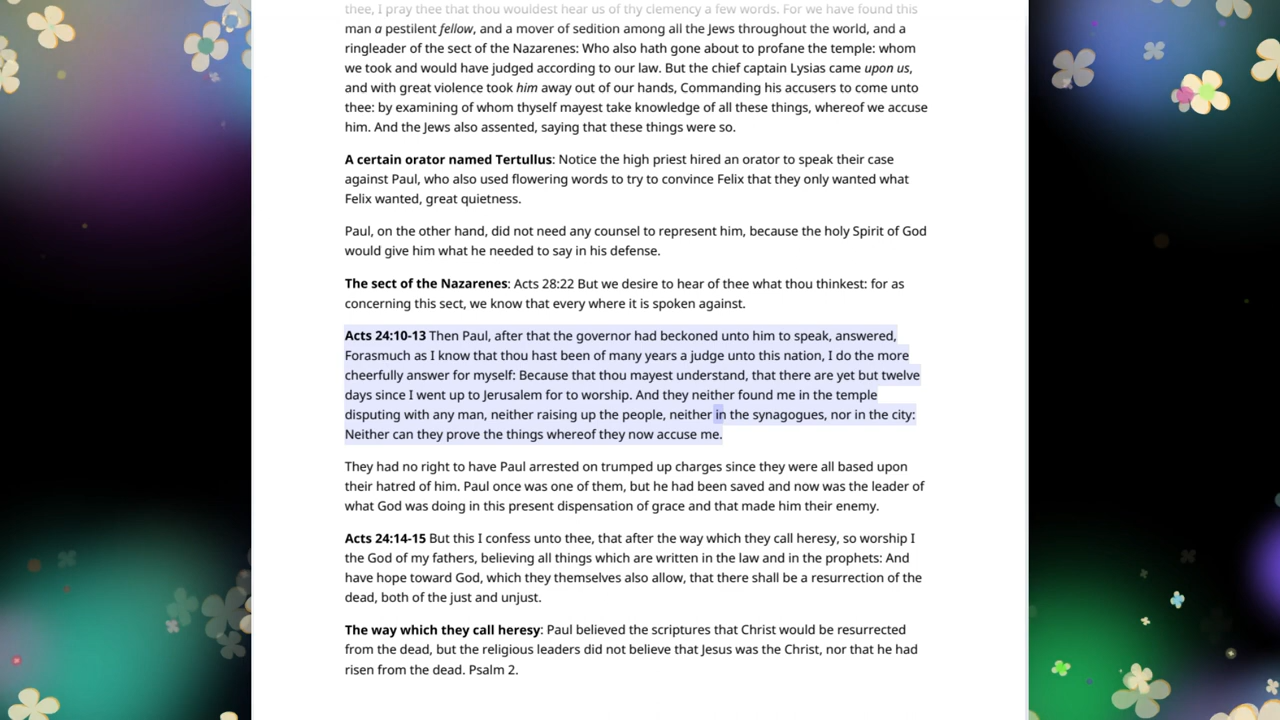 thee, I pray thee that thou wouldest hear us of thy clemency a few words. For we have found this
man a pestilent fellow, and a mover of sedition among all the Jews throughout the world, and a
ringleader of the sect of the Nazarenes: Who also hath gone about to profane the temple: whom
we took and would have judged according to our law. But the chief captain Lysias came upon us,
and with great violence took him away out of our hands, Commanding his accusers to come unto
thee: by examining of whom thyself mayest take knowledge of all these things, whereof we accuse
him. And the Jews also assented, saying that these things were so.
A certain orator named Tertullus: Notice the high priest hired an orator to speak their case
against Paul, who also used flowering words to try to convince Felix that they only wanted what
Felix wanted, great quietness.
Paul, on the other hand, did not need any counsel to represent him, because the holy Spirit of God
would give him what he needed to say in his defense.
The sect of the Nazarenes: Acts 28:22 But we desire to hear of thee what thou thinkest: for as
concerning this sect, we know that every where it is spoken against.
Acts 24:10-13 Then Paul, after that the governor had beckoned unto him to speak, answered,
Forasmuch as I know that thou hast been of many years a judge unto this nation, I do the more
cheerfully answer for myself: Because that thou mayest understand, that there are yet but twelve
days since I went up to Jerusalem for to worship. And they neither found me in the temple
disputing with any man, neither raising up the people, neither in the synagogues, nor in the city:
Neither can they prove the things whereof they now accuse me.
They had no right to have Paul arrested on trumped up charges since they were all based upon
their hatred of him. Paul once was one of them, but he had been saved and now was the leader of
what God was doing in this present dispensation of grace and that made him their enemy.
Acts 24:14-15 But this I confess unto thee, that after the way which they call heresy, so worship I
the God of my fathers, believing all things which are written in the law and in the prophets: And
have hope toward God, which they themselves also allow, that there shall be a resurrection of the
dead, both of the just and unjust.
The way which they call heresy: Paul believed the scriptures that Christ would be resurrected
from the dead, but the religious leaders did not believe that Jesus was the Christ, nor that he had
risen from the dead. Psalm 2.